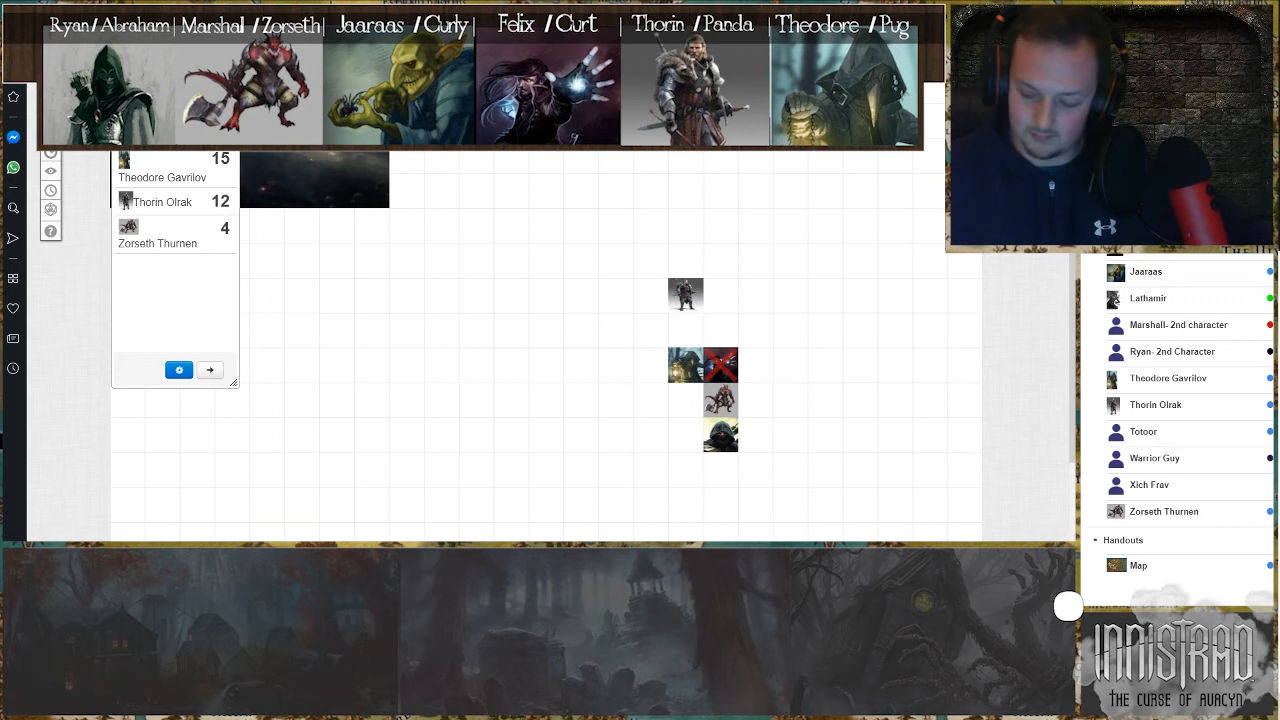 Ryan/Abraham | Marshal /Zorseth | Jaaraas /Curly | Felix /Curt | Thorin /Panda | Theodore /Pug
15
Theodore Gavrilov
Thorin Olrak 12
4
Zorseth Thurnen
Jaaraas
Lathamir
Marshall- 2nd character
Ryan- 2nd Character
Theodore Gavrilov
Thorin Olrak
Totoor
Warrior Guy
Xich Frav
Zorseth Thurnen
Handouts
Map
INNISTRAD
THE CURSE OF AVACYN